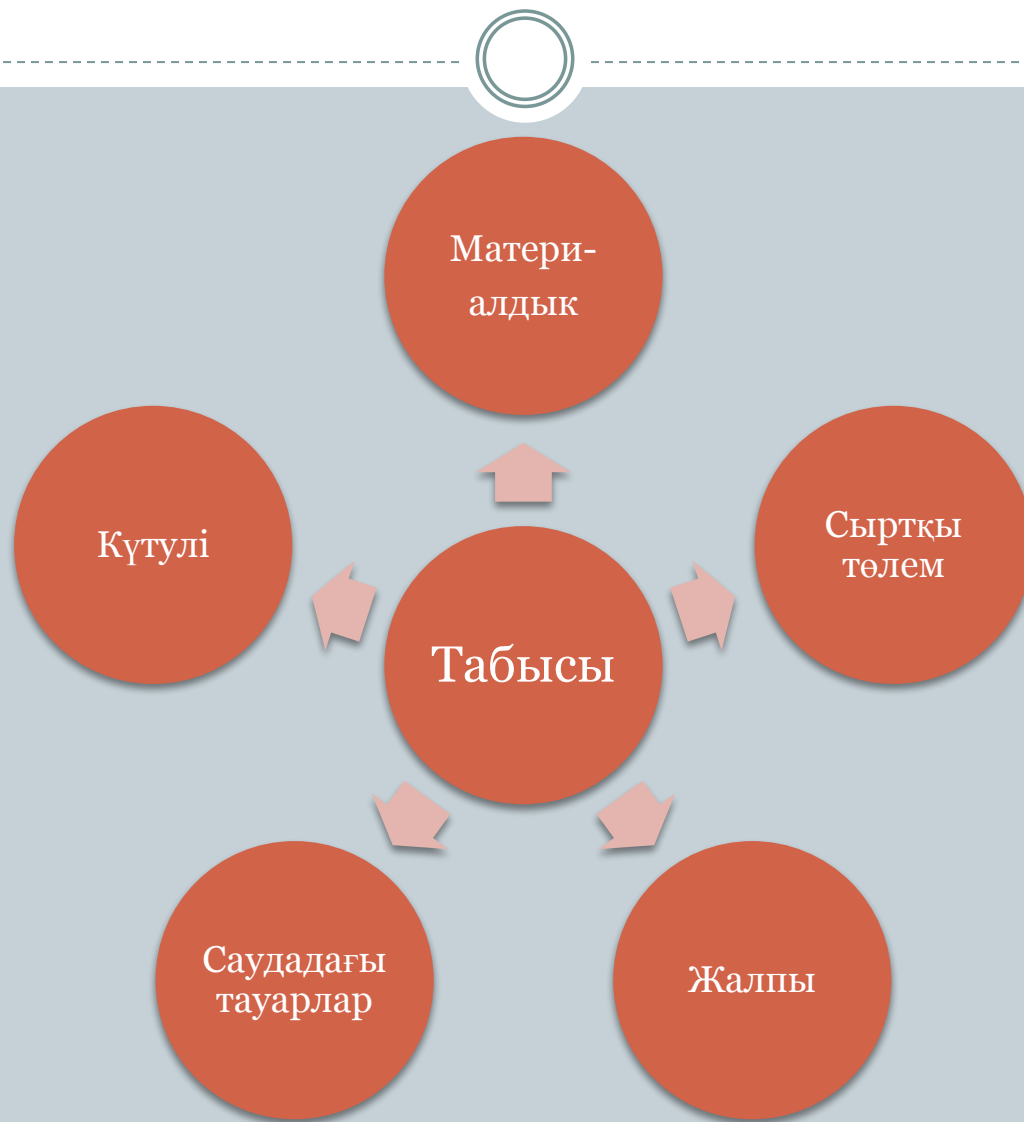 Матери-
алдык
Күтулі
Сыртқы
төлем
Табысы
Саудадағы
тауарлар
Жалпы